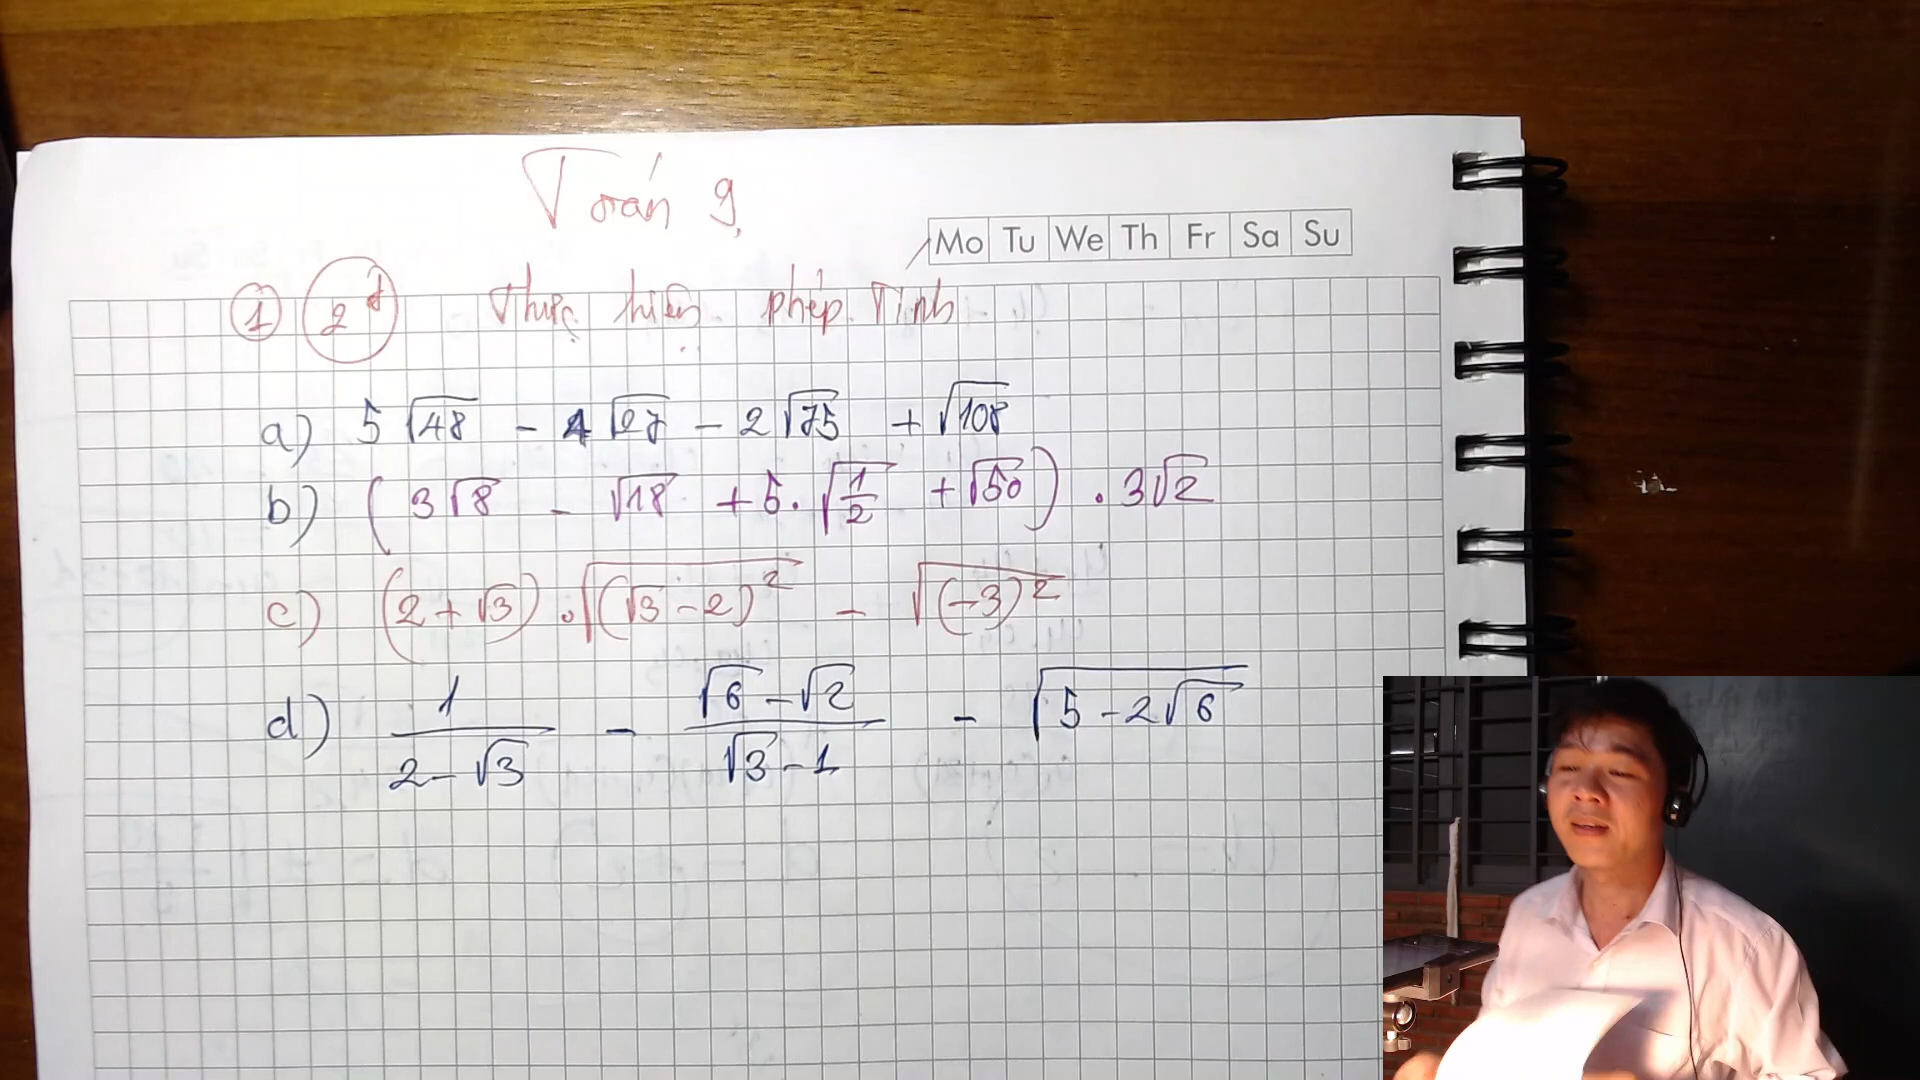 Toán 9
Mo Tu We Th Fr Sa Su
① 2đ Thực hiện phép tính
a) 5√48 - 4√27 - 2√75 + √108
b) (3√8 - √18 + 5.√(1/2) + √50) . 3√2
c) (2 + √3) . √((√3 - 2)²) - √((-3)²)
d) 1/(2 - √3) - (√6 - √2)/(√3 - 1) - √(5 - 2√6)